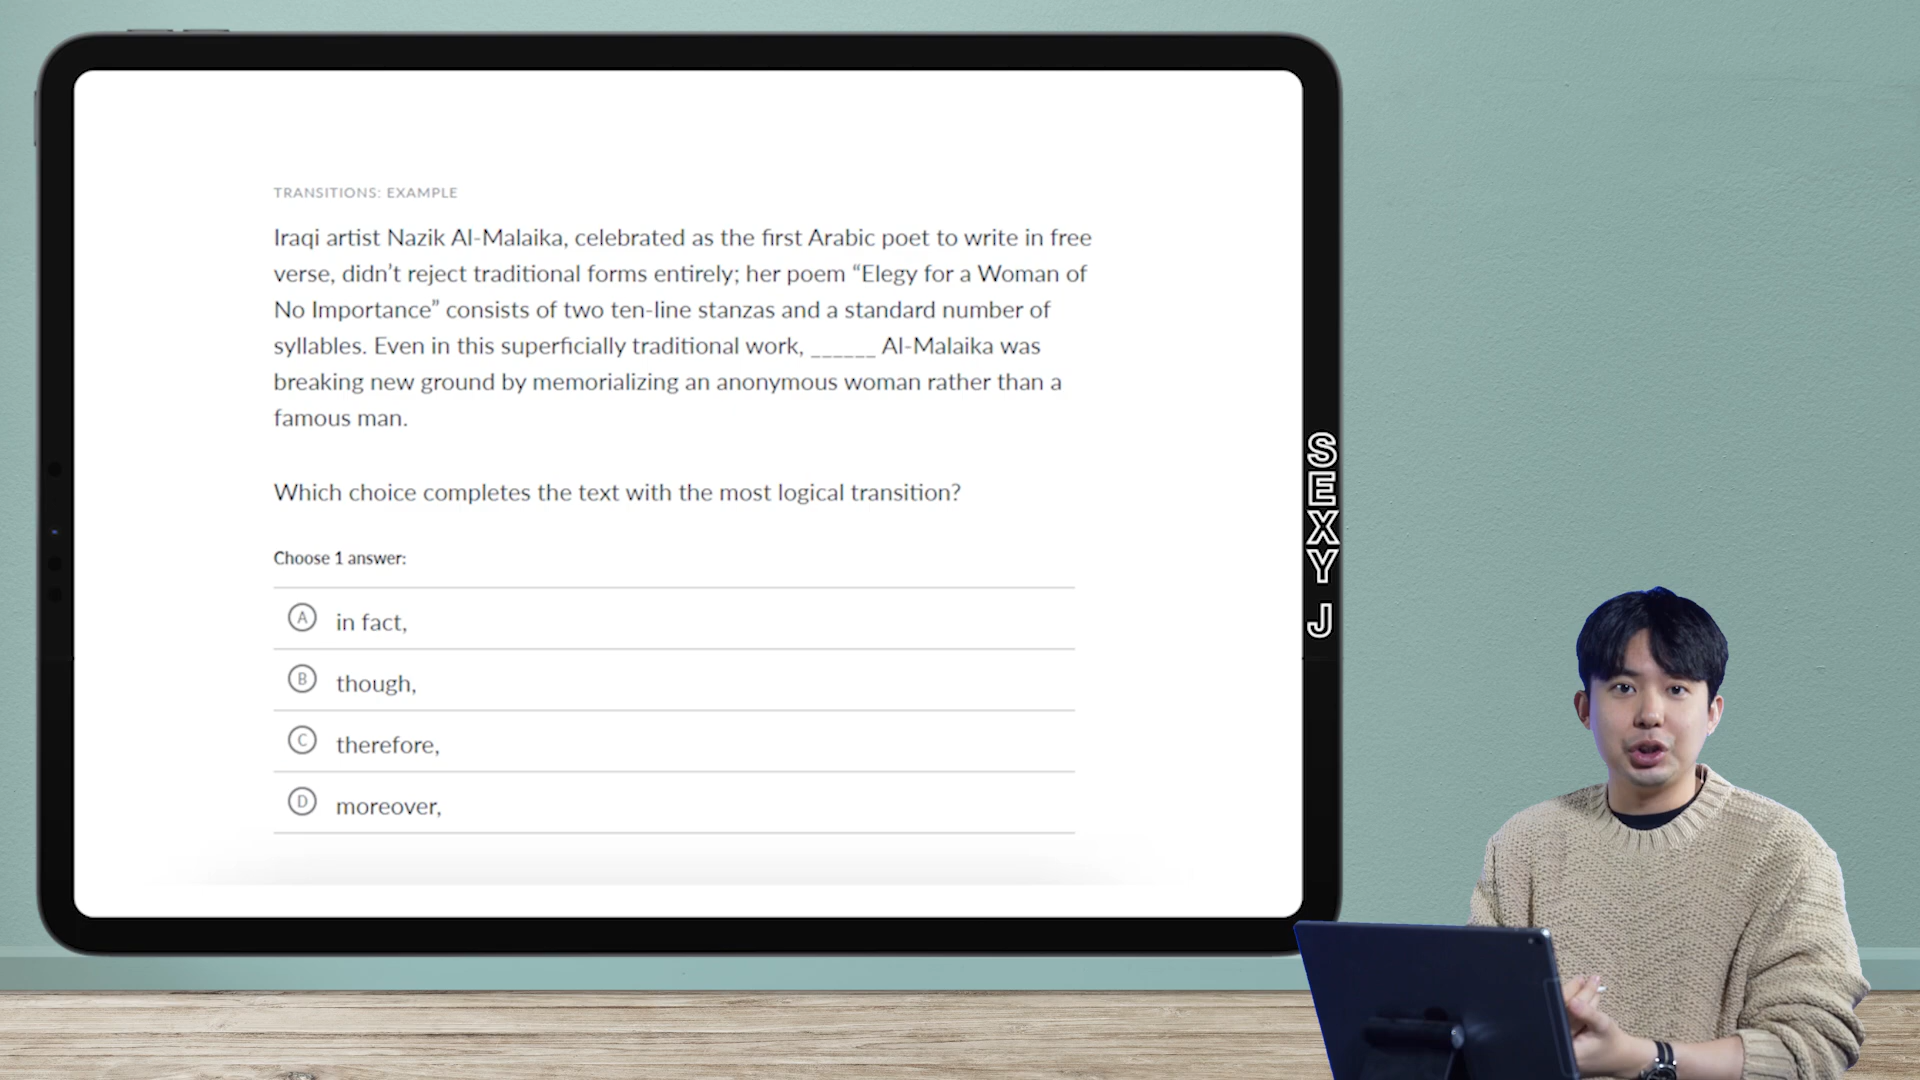 TRANSITIONS: EXAMPLE
Iraqi artist Nazik Al-Malaika, celebrated as the first Arabic poet to write in free
verse, didn’t reject traditional forms entirely; her poem “Elegy for a Woman of
No Importance” consists of two ten-line stanzas and a standard number of
syllables. Even in this superficially traditional work, ______ Al-Malaika was
breaking new ground by memorializing an anonymous woman rather than a
famous man.
Which choice completes the text with the most logical transition?
Choose 1 answer:
A in fact,
B though,
C therefore,
D moreover,
SEXY J